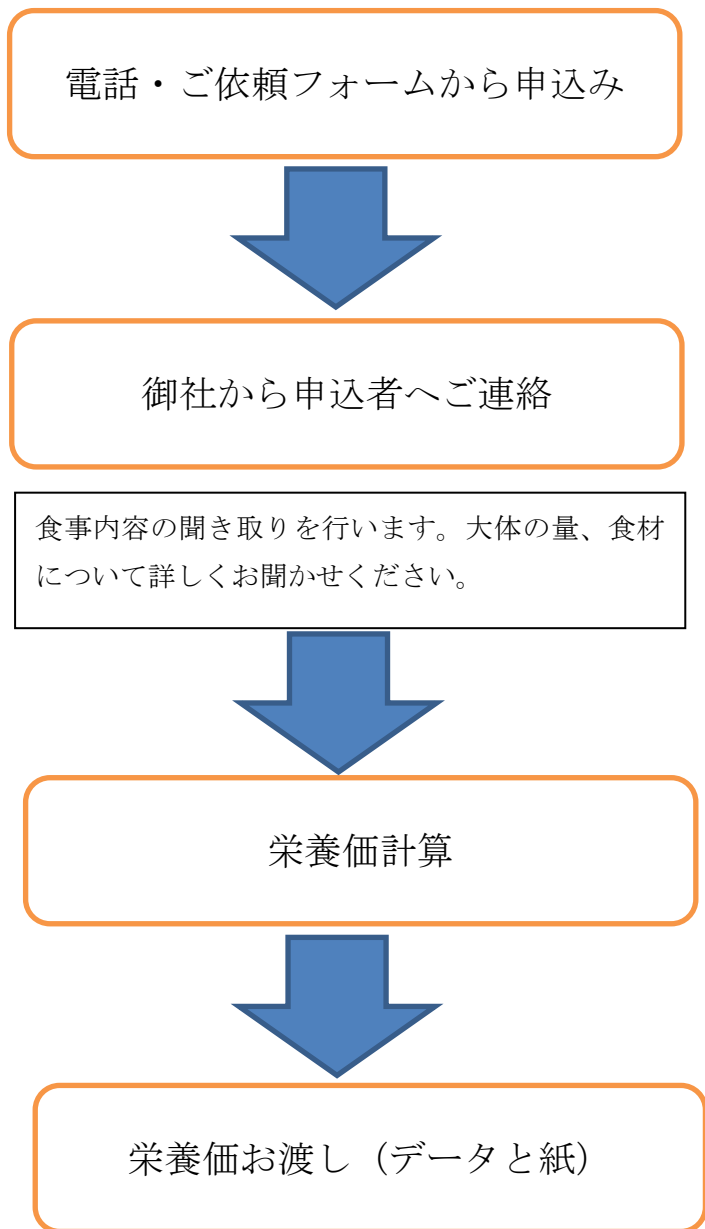 電話・ご依頼フォームから申込み
御社から申込者へご連絡
食事内容の聞き取りを行います。大体の量、食材
について詳しくお聞かせください。
栄養価計算
栄養価お渡し（データと紙）